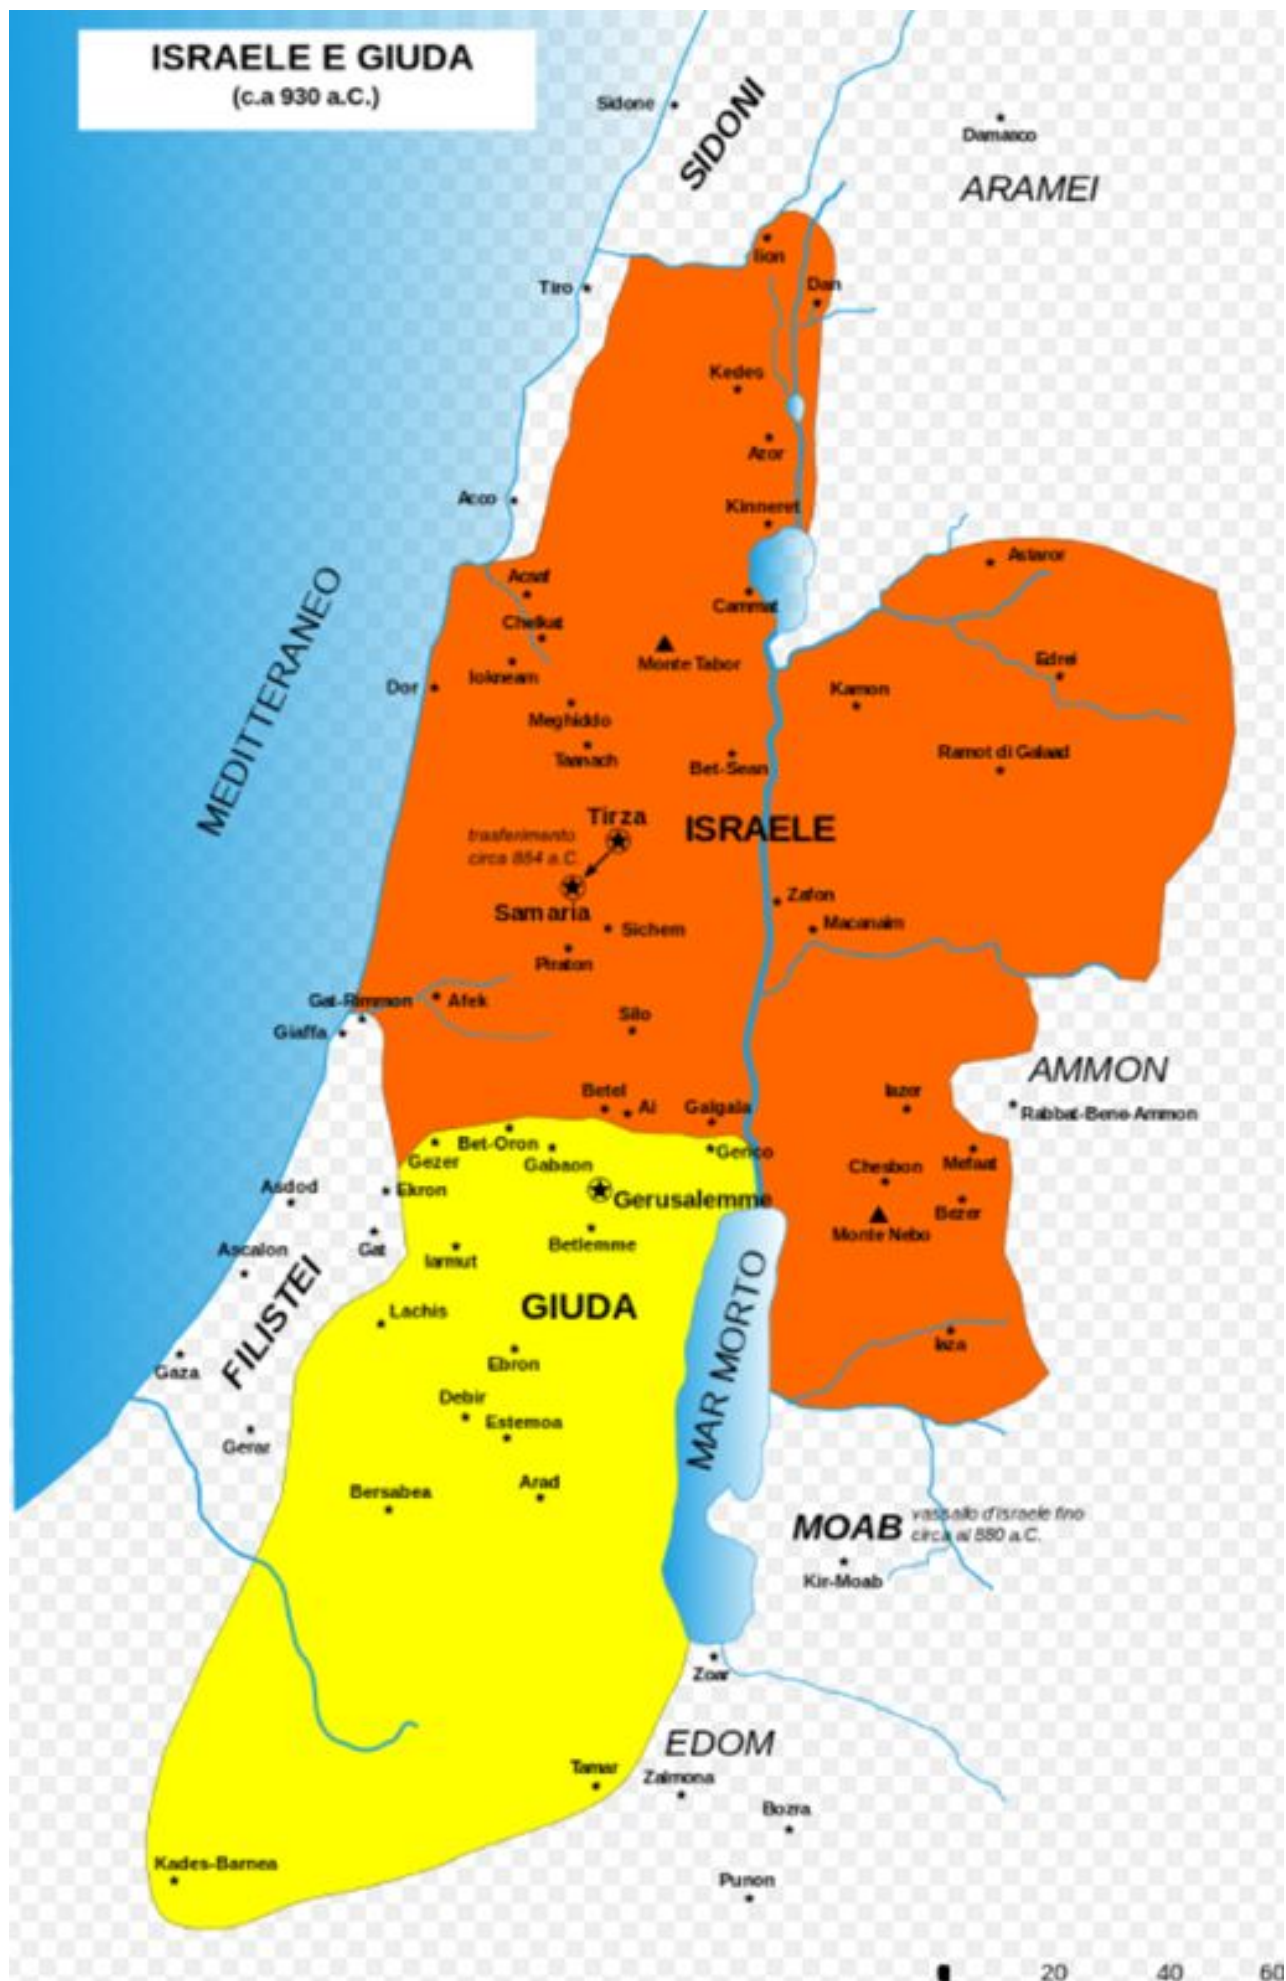 ISRAELE E GIUDA
(c.a 930 a.C.)
Sidone
SIDONI
Damasco
ARAMEI
Iion
Dan
Tiro
Kedes
Azor
Acco
Kinneret
Acsaf
Astaror
Cammat
Chelkat
MEDITTERANEO
Monte Tabor
Edrei
Iokneam
Dor
Kamon
Meghiddo
Taanach
Bet-Sean
Ramot di Galaad
Tirza
ISRAELE
trasferimento
circa 884 a.C.
Samaria
Zafon
Macanaim
Sichem
Piraton
Gat-Rimmon
Afek
Giaffa
Silo
AMMON
Betel
Ai
Galgala
Iazer
Rabbat-Bene-Ammon
Bet-Oron
Gezer
Gabaon
Gerico
Chesbon
Mefaat
Asdod
Ekron
Gerusalemme
Bezer
Monte Nebo
Ascalon
Gat
Iarmut
Betlemme
FILISTEI
Lachis
GIUDA
MAR MORTO
Iaza
Gaza
Ebron
Debir
Estemoa
Gerar
Bersabea
Arad
MOAB
vassallo d'Israele fino
circa al 880 a.C.
Kir-Moab
Zoar
EDOM
Tamar
Zalmona
Bozra
Kades-Barnea
Punon
20 40 60